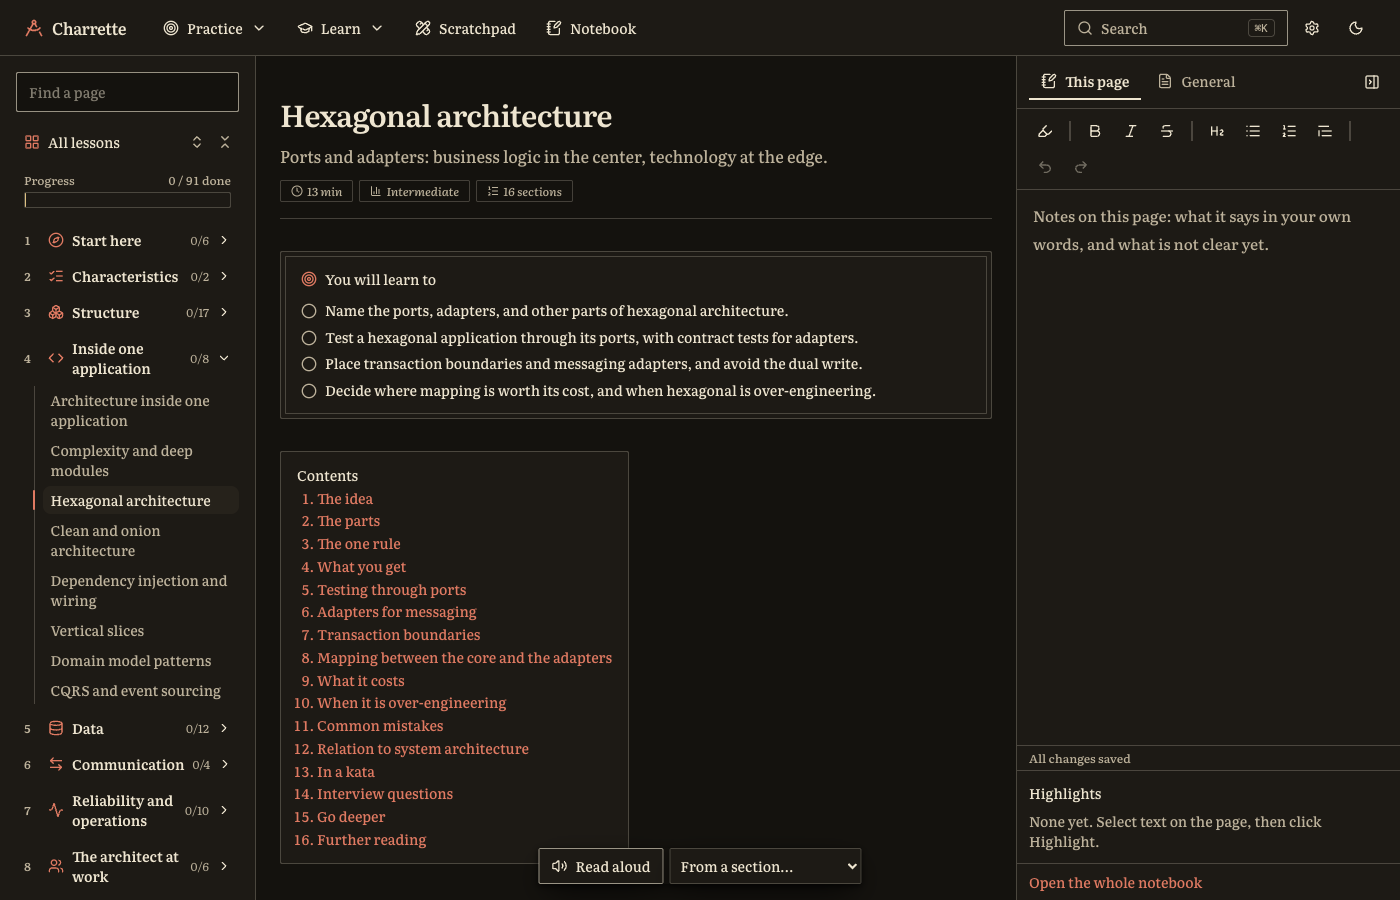 Charrette
Practice
Learn
Scratchpad
Notebook
Search
⌘K
Find a page
All lessons
Progress
0 / 91 done
1 Start here 0/6
2 Characteristics 0/2
3 Structure 0/17
4 Inside one
application 0/8
Architecture inside one
application
Complexity and deep
modules
Hexagonal architecture
Clean and onion
architecture
Dependency injection and
wiring
Vertical slices
Domain model patterns
CQRS and event sourcing
5 Data 0/12
6 Communication 0/4
7 Reliability and
operations 0/10
8 The architect at
work 0/6
Hexagonal architecture
Ports and adapters: business logic in the center, technology at the edge.
13 min
Intermediate
16 sections
You will learn to
Name the ports, adapters, and other parts of hexagonal architecture.
Test a hexagonal application through its ports, with contract tests for adapters.
Place transaction boundaries and messaging adapters, and avoid the dual write.
Decide where mapping is worth its cost, and when hexagonal is over-engineering.
Contents
1. The idea
2. The parts
3. The one rule
4. What you get
5. Testing through ports
6. Adapters for messaging
7. Transaction boundaries
8. Mapping between the core and the adapters
9. What it costs
10. When it is over-engineering
11. Common mistakes
12. Relation to system architecture
13. In a kata
14. Interview questions
15. Go deeper
16. Further reading
Read aloud
From a section...
This page
General
B I S H2
Notes on this page: what it says in your own
words, and what is not clear yet.
All changes saved
Highlights
None yet. Select text on the page, then click
Highlight.
Open the whole notebook